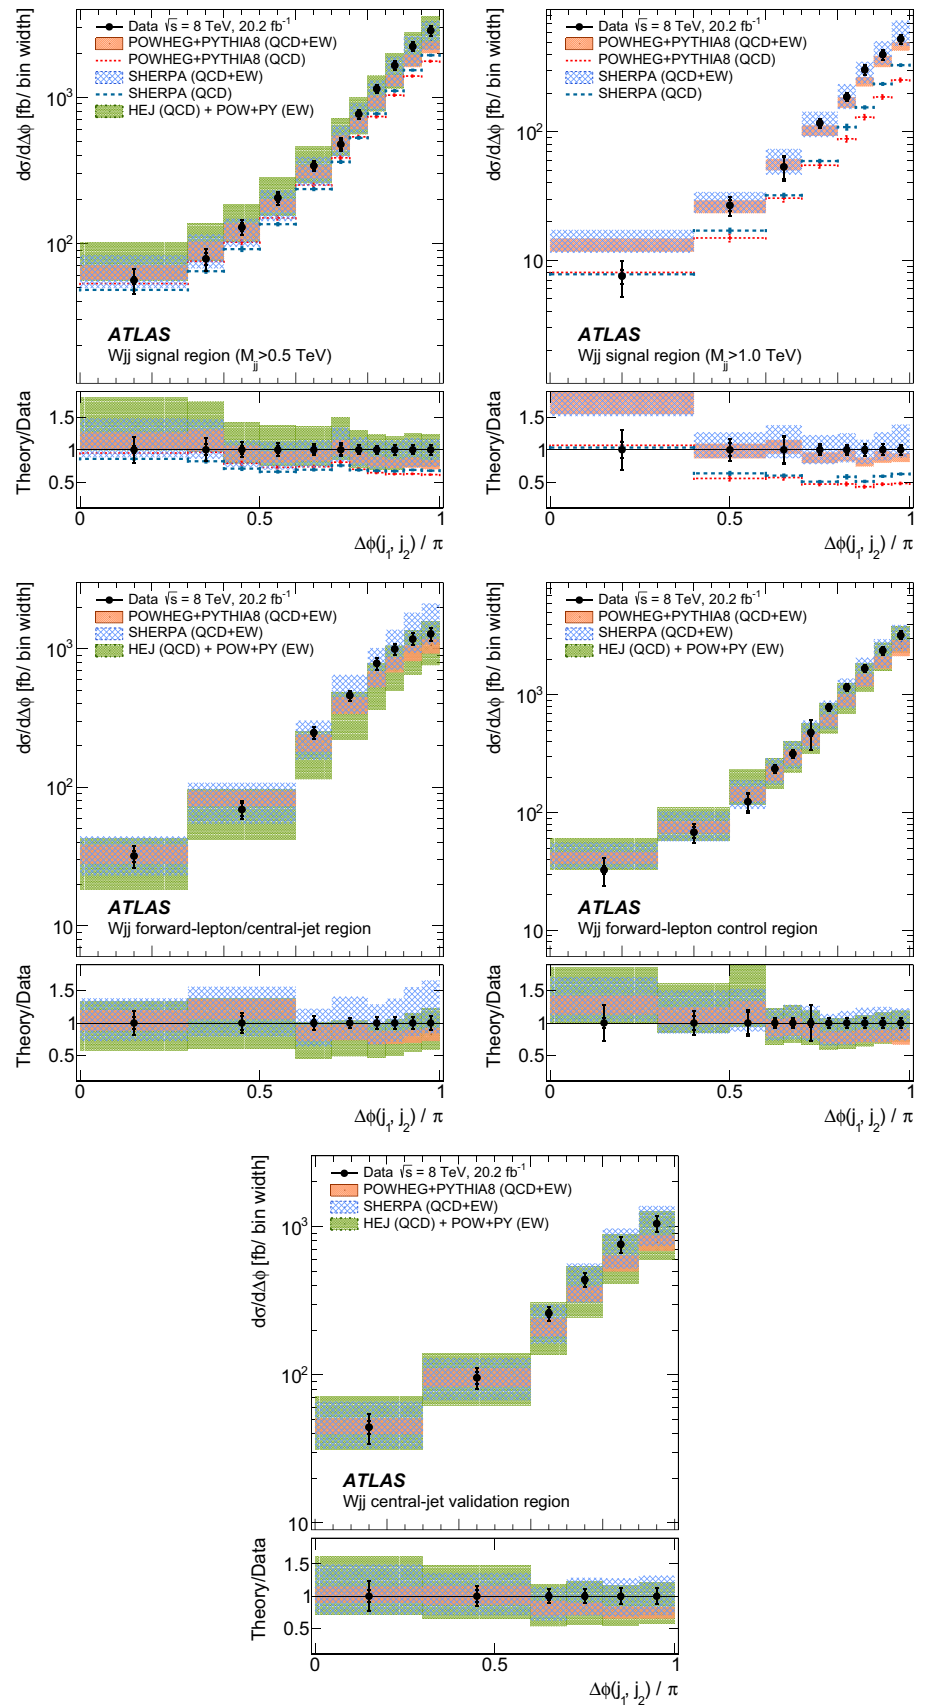 dσ/dΔϕ [fb/ bin width]
Data √s = 8 TeV, 20.2 fb⁻¹
POWHEG+PYTHIA8 (QCD+EW)
POWHEG+PYTHIA8 (QCD)
SHERPA (QCD+EW)
SHERPA (QCD)
HEJ (QCD) + POW+PY (EW)
10³
10²
ATLAS
Wjj signal region (M_jj>0.5 TeV)
Theory/Data
1.5
1
0.5
0 0.5 1
Δϕ(j₁, j₂) / π
dσ/dΔϕ [fb/ bin width]
Data √s = 8 TeV, 20.2 fb⁻¹
POWHEG+PYTHIA8 (QCD+EW)
POWHEG+PYTHIA8 (QCD)
SHERPA (QCD+EW)
SHERPA (QCD)
10²
10
ATLAS
Wjj signal region (M_jj>1.0 TeV)
Theory/Data
1.5
1
0.5
0 0.5 1
Δϕ(j₁, j₂) / π
dσ/dΔϕ [fb/ bin width]
Data √s = 8 TeV, 20.2 fb⁻¹
POWHEG+PYTHIA8 (QCD+EW)
SHERPA (QCD+EW)
HEJ (QCD) + POW+PY (EW)
10³
10²
10
ATLAS
Wjj forward-lepton/central-jet region
Theory/Data
1.5
1
0.5
0 0.5 1
Δϕ(j₁, j₂) / π
dσ/dΔϕ [fb/ bin width]
Data √s = 8 TeV, 20.2 fb⁻¹
POWHEG+PYTHIA8 (QCD+EW)
SHERPA (QCD+EW)
HEJ (QCD) + POW+PY (EW)
10³
10²
10
ATLAS
Wjj forward-lepton control region
Theory/Data
1.5
1
0.5
0 0.5 1
Δϕ(j₁, j₂) / π
dσ/dΔϕ [fb/ bin width]
Data √s = 8 TeV, 20.2 fb⁻¹
POWHEG+PYTHIA8 (QCD+EW)
SHERPA (QCD+EW)
HEJ (QCD) + POW+PY (EW)
10³
10²
10
ATLAS
Wjj central-jet validation region
Theory/Data
1.5
1
0.5
0 0.5 1
Δϕ(j₁, j₂) / π